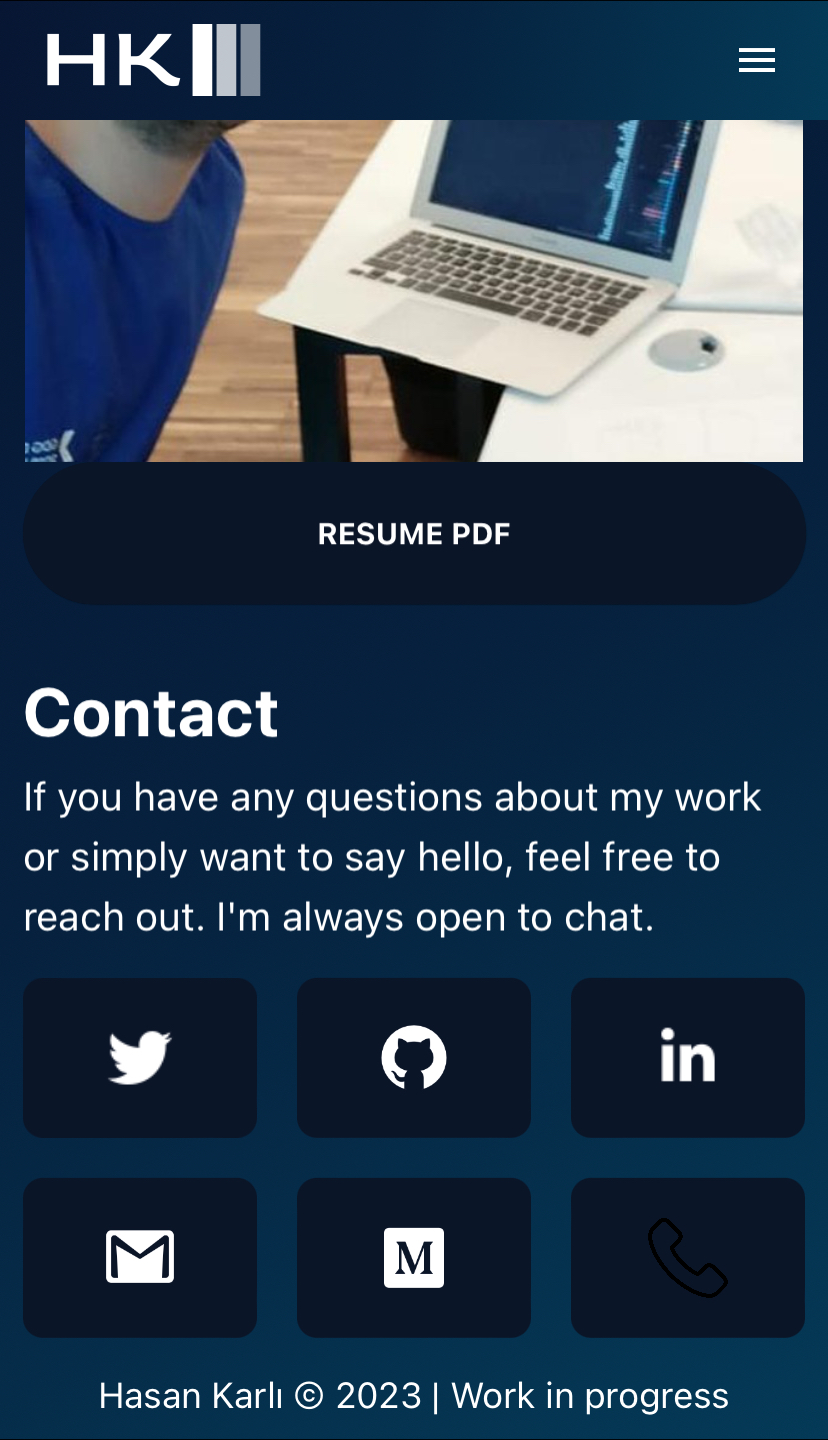 HK
RESUME PDF
Contact
If you have any questions about my work
or simply want to say hello, feel free to
reach out. I'm always open to chat.
in
M
Hasan Karlı © 2023 | Work in progress